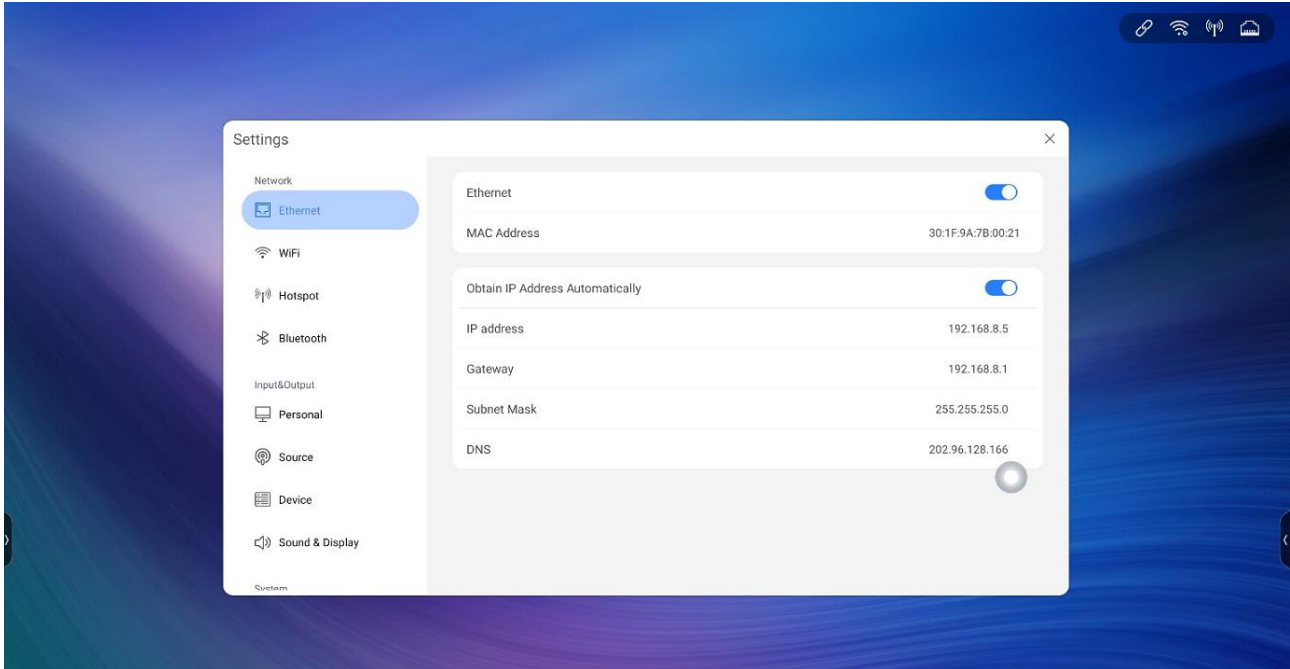 Settings
Network
Ethernet
WiFi
Hotspot
Bluetooth
Input&Output
Personal
Source
Device
Sound & Display
System
Ethernet
MAC Address 30:1F:9A:7B:00:21
Obtain IP Address Automatically
IP address 192.168.8.5
Gateway 192.168.8.1
Subnet Mask 255.255.255.0
DNS 202.96.128.166